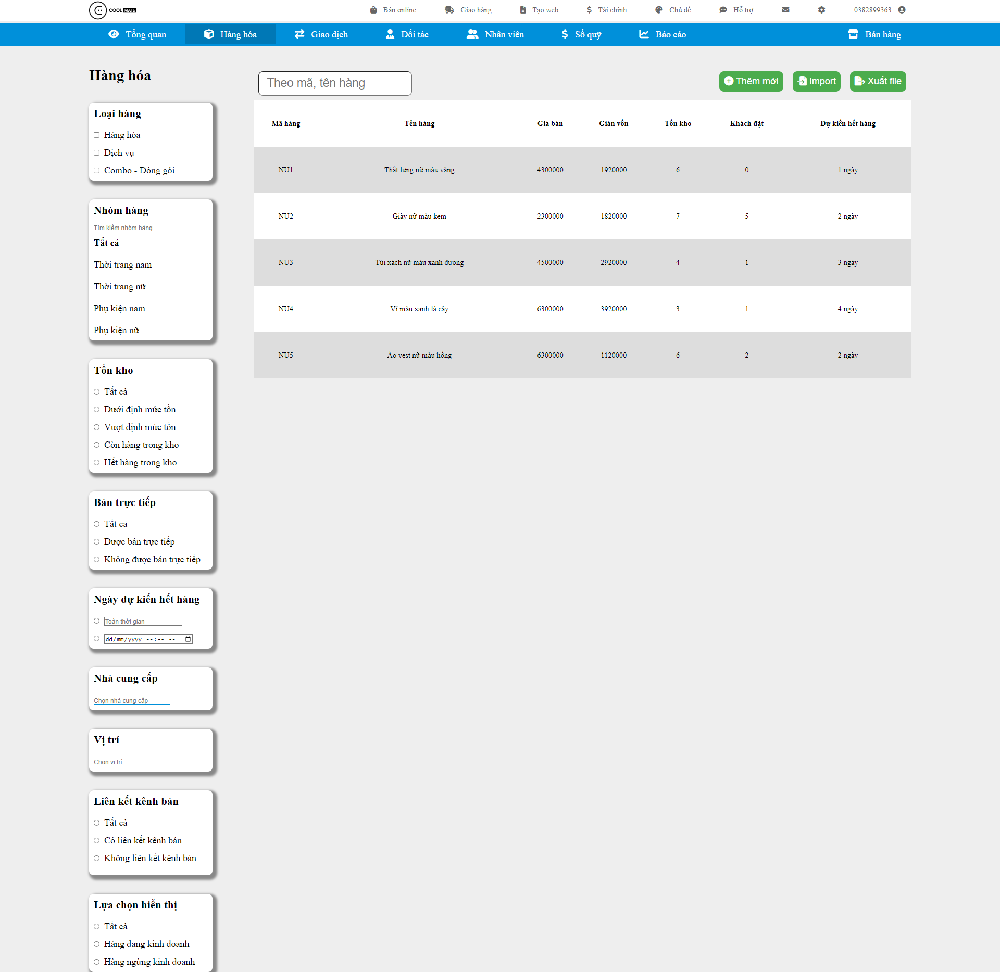 COOL MATE
Bán online Giao hàng Tạo web Tài chính Chủ đề Hỗ trợ 0382899363
Tổng quan Hàng hóa Giao dịch Đối tác Nhân viên Sổ quỹ Báo cáo Bán hàng
Hàng hóa
Theo mã, tên hàng
Thêm mới Import Xuất file
Loại hàng
Hàng hóa
Dịch vụ
Combo - Đóng gói
Nhóm hàng
Tìm kiếm nhóm hàng
Tất cả
Thời trang nam
Thời trang nữ
Phụ kiện nam
Phụ kiện nữ
Tồn kho
Tất cả
Dưới định mức tồn
Vượt định mức tồn
Còn hàng trong kho
Hết hàng trong kho
Bán trực tiếp
Tất cả
Được bán trực tiếp
Không được bán trực tiếp
Ngày dự kiến hết hàng
Toàn thời gian
dd/mm/yyyy --:-- --
Nhà cung cấp
Chọn nhà cung cấp
Vị trí
Chọn vị trí
Liên kết kênh bán
Tất cả
Có liên kết kênh bán
Không liên kết kênh bán
Lựa chọn hiển thị
Tất cả
Hàng đang kinh doanh
Hàng ngừng kinh doanh
Mã hàng Tên hàng Giá bán Gián vốn Tồn kho Khách đặt Dự kiến hết hàng
NU1 Thắt lưng nữ màu vàng 4300000 1920000 6 0 1 ngày
NU2 Giày nữ màu kem 2300000 1820000 7 5 2 ngày
NU3 Túi xách nữ màu xanh dương 4500000 2920000 4 1 3 ngày
NU4 Ví màu xanh lá cây 6300000 3920000 3 1 4 ngày
NU5 Áo vest nữ màu hồng 6300000 1120000 6 2 2 ngày